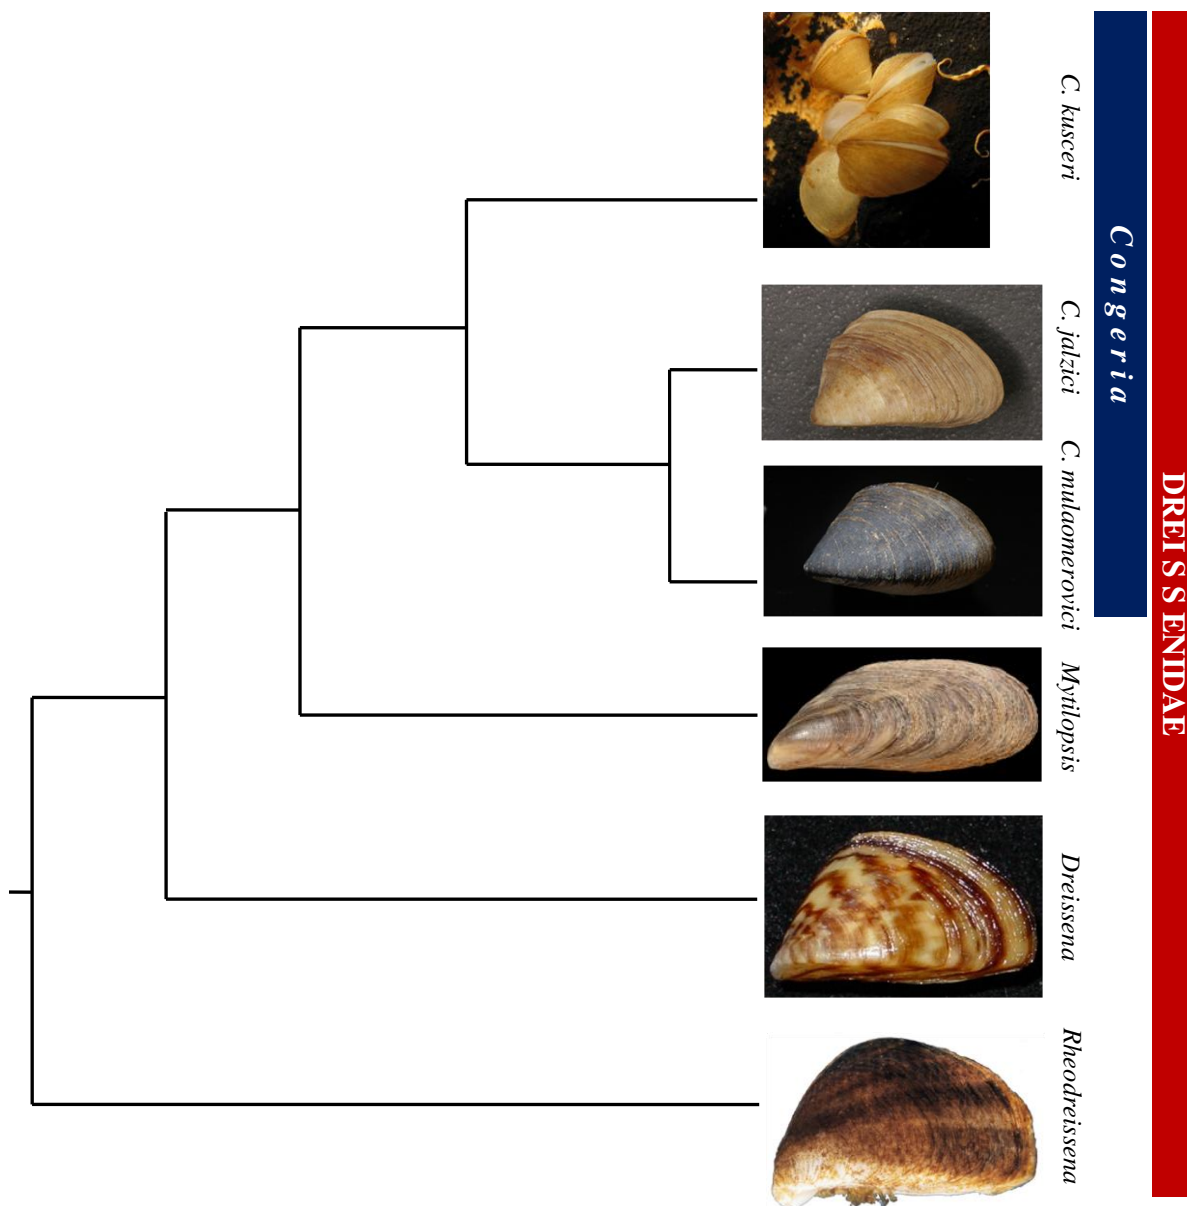 C. kusceri
C. jalzici
C. mulaomerovici
Mytilopsis
Dreissena
Rheodreissena
Congeria
DREISSENIDAE